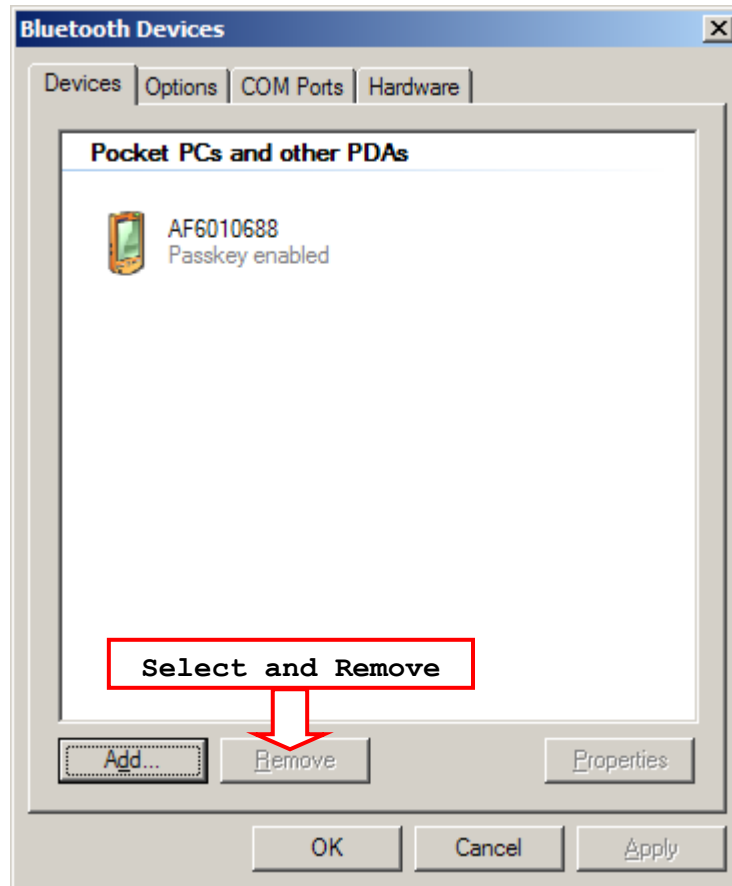 Bluetooth Devices
Devices Options COM Ports Hardware
Pocket PCs and other PDAs
AF6010688
Passkey enabled
Select and Remove
Add... Remove Properties
OK Cancel Apply